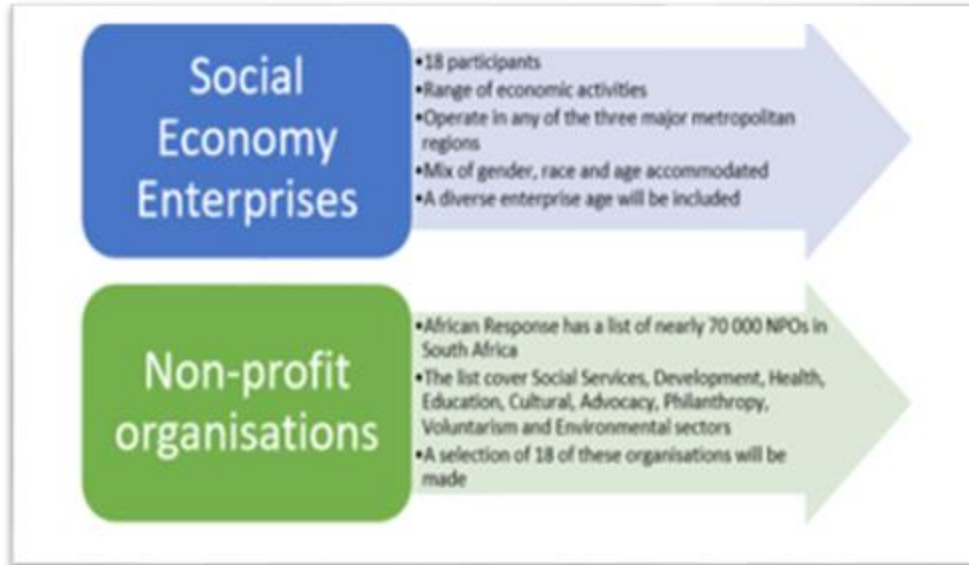 Social
Economy
Enterprises
•18 participants
•Range of economic activities
•Operate in any of the three major metropolitan
regions
•Mix of gender, race and age accommodated
•A diverse enterprise age will be included
Non-profit
organisations
•African Response has a list of nearly 70 000 NPOs in
South Africa
•The list cover Social Services, Development, Health,
Education, Cultural, Advocacy, Philanthropy,
Voluntarism and Environmental sectors
•A selection of 18 of these organisations will be
made